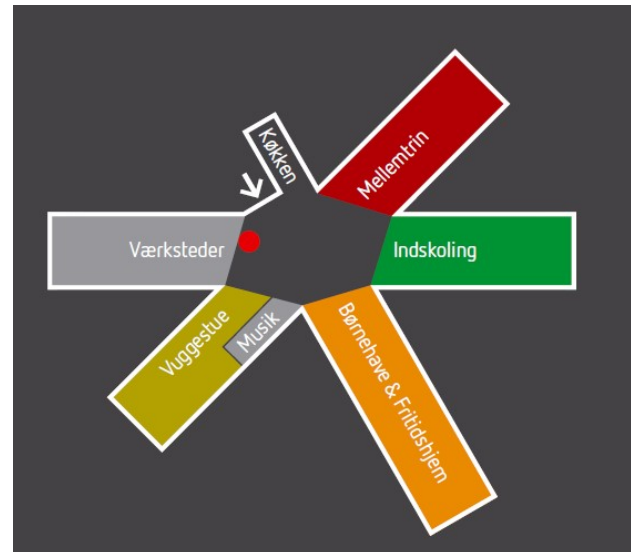 Køkken
Mellemtrin
Værksteder
Indskoling
Vuggestue
Musik
Børnehave & Fritidshjem